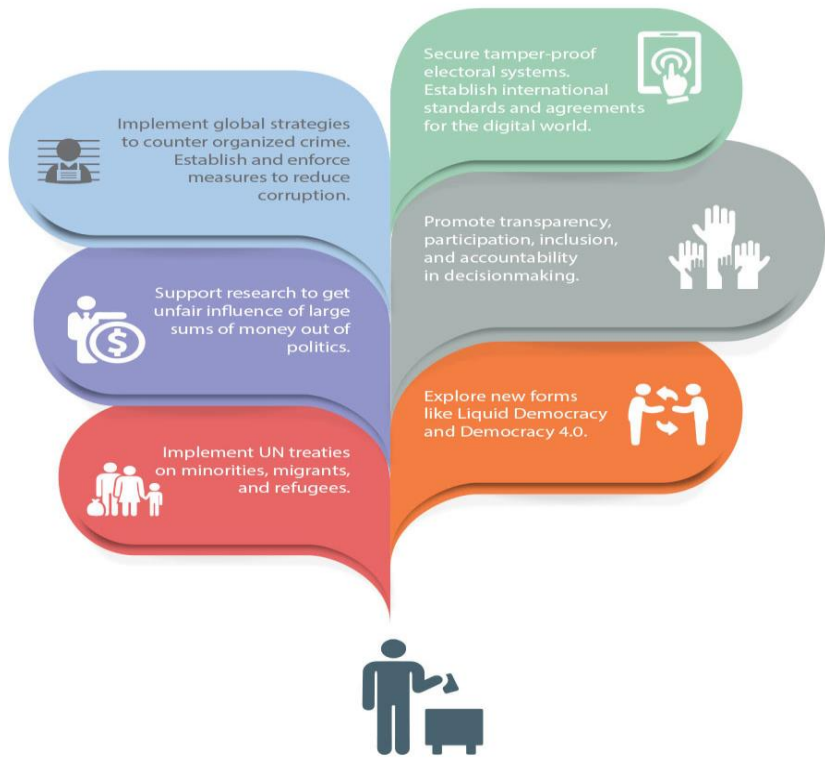 Secure tamper-proof
electoral systems.
Establish international
standards and agreements
for the digital world.
Implement global strategies
to counter organized crime.
Establish and enforce
measures to reduce
corruption.
Promote transparency,
participation, inclusion,
and accountability
in decisionmaking.
Support research to get
unfair influence of large
sums of money out of
politics.
Explore new forms
like Liquid Democracy
and Democracy 4.0.
Implement UN treaties
on minorities, migrants,
and refugees.
$